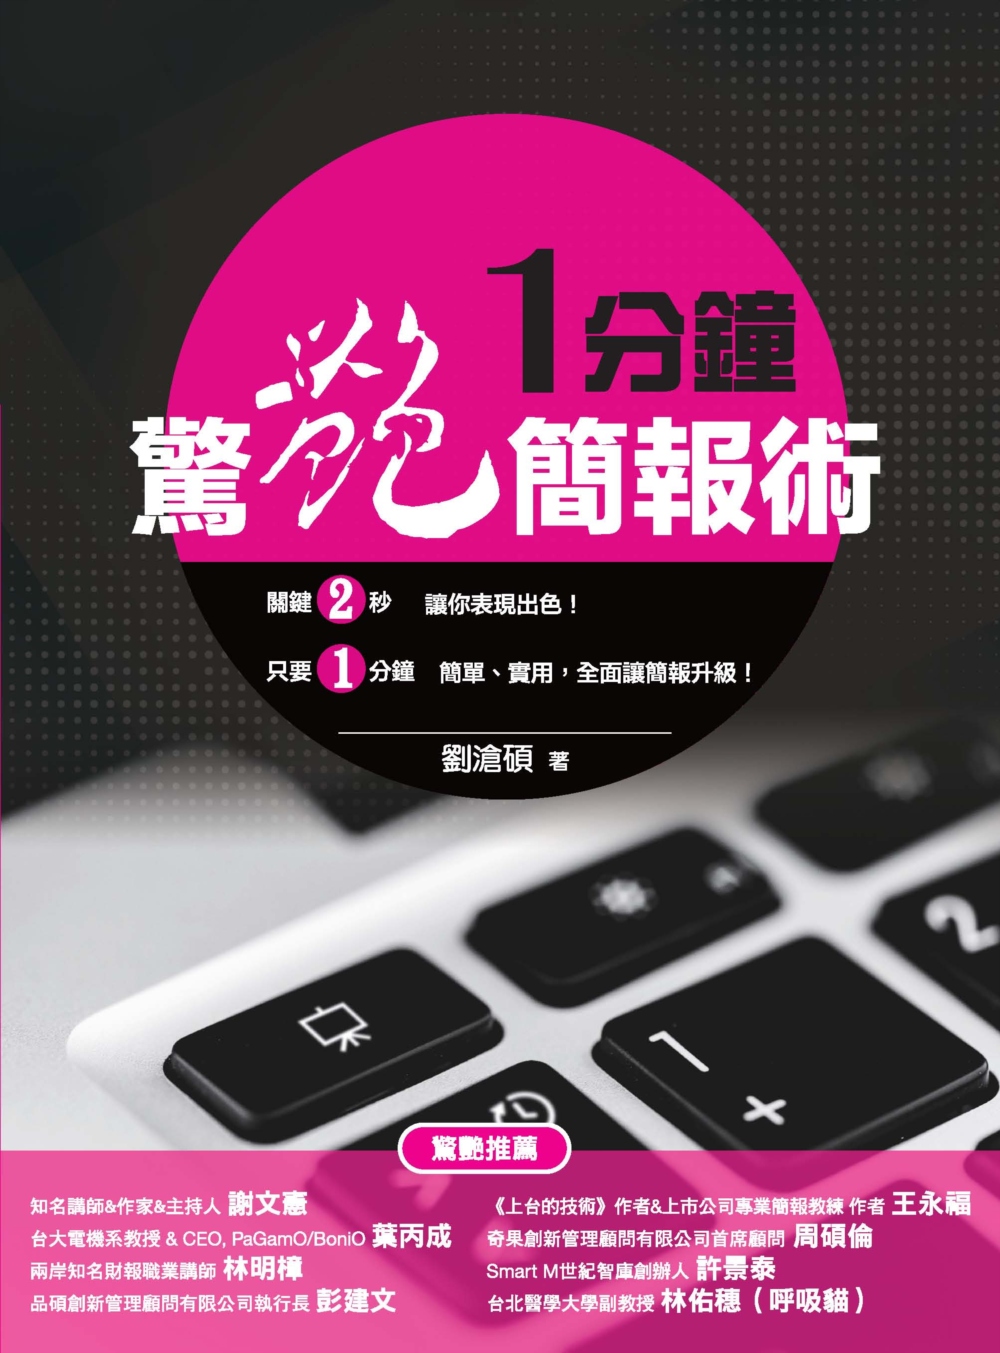 1分鐘
驚艷簡報術
關鍵2秒 讓你表現出色！
只要1分鐘 簡單、實用，全面讓簡報升級！
劉滄碩 著
2
1
+
驚艷推薦
知名講師&作家&主持人 謝文憲
台大電機系教授 & CEO, PaGamO/BoniO 葉丙成
兩岸知名財報職業講師 林明樟
品碩創新管理顧問有限公司執行長 彭建文
《上台的技術》作者&上市公司專業簡報教練 作者 王永福
奇果創新管理顧問有限公司首席顧問 周碩倫
Smart M世紀智庫創辦人 許景泰
台北醫學大學副教授 林佑穗（呼吸貓）